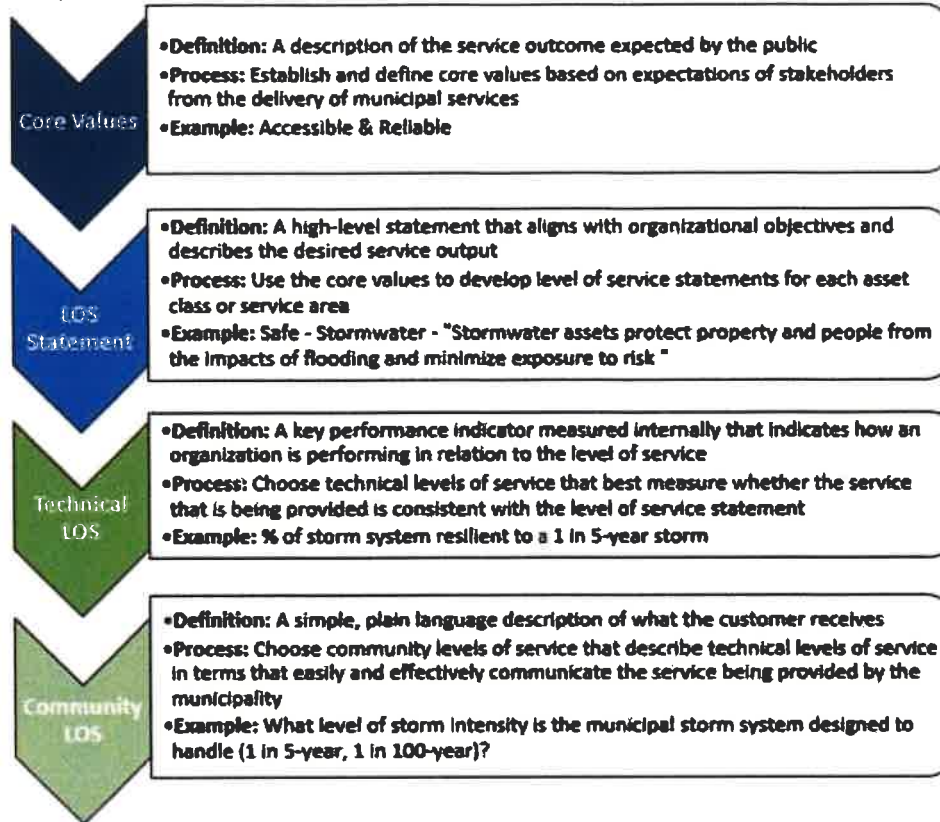 Core Values
•Definition: A description of the service outcome expected by the public
•Process: Establish and define core values based on expectations of stakeholders
from the delivery of municipal services
•Example: Accessible & Reliable
LOS
Statement
•Definition: A high-level statement that aligns with organizational objectives and
describes the desired service output
•Process: Use the core values to develop level of service statements for each asset
class or service area
•Example: Safe - Stormwater - "Stormwater assets protect property and people from
the impacts of flooding and minimize exposure to risk "
Technical
LOS
•Definition: A key performance indicator measured internally that indicates how an
organization is performing in relation to the level of service
•Process: Choose technical levels of service that best measure whether the service
that is being provided is consistent with the level of service statement
•Example: % of storm system resilient to a 1 in 5-year storm
Community
LOS
•Definition: A simple, plain language description of what the customer receives
•Process: Choose community levels of service that describe technical levels of service
in terms that easily and effectively communicate the service being provided by the
municipality
•Example: What level of storm intensity is the municipal storm system designed to
handle (1 in 5-year, 1 in 100-year)?